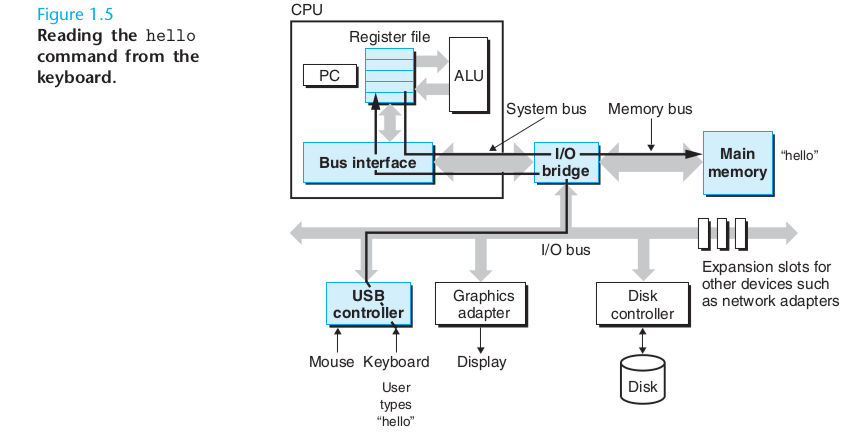 Figure 1.5
Reading the hello
command from the
keyboard.
CPU
Register file
PC
ALU
System bus
Memory bus
Bus interface
I/O
bridge
Main
memory
“hello”
I/O bus
Expansion slots for
other devices such
as network adapters
USB
controller
Graphics
adapter
Disk
controller
Mouse
Keyboard
Display
User
types
“hello”
Disk